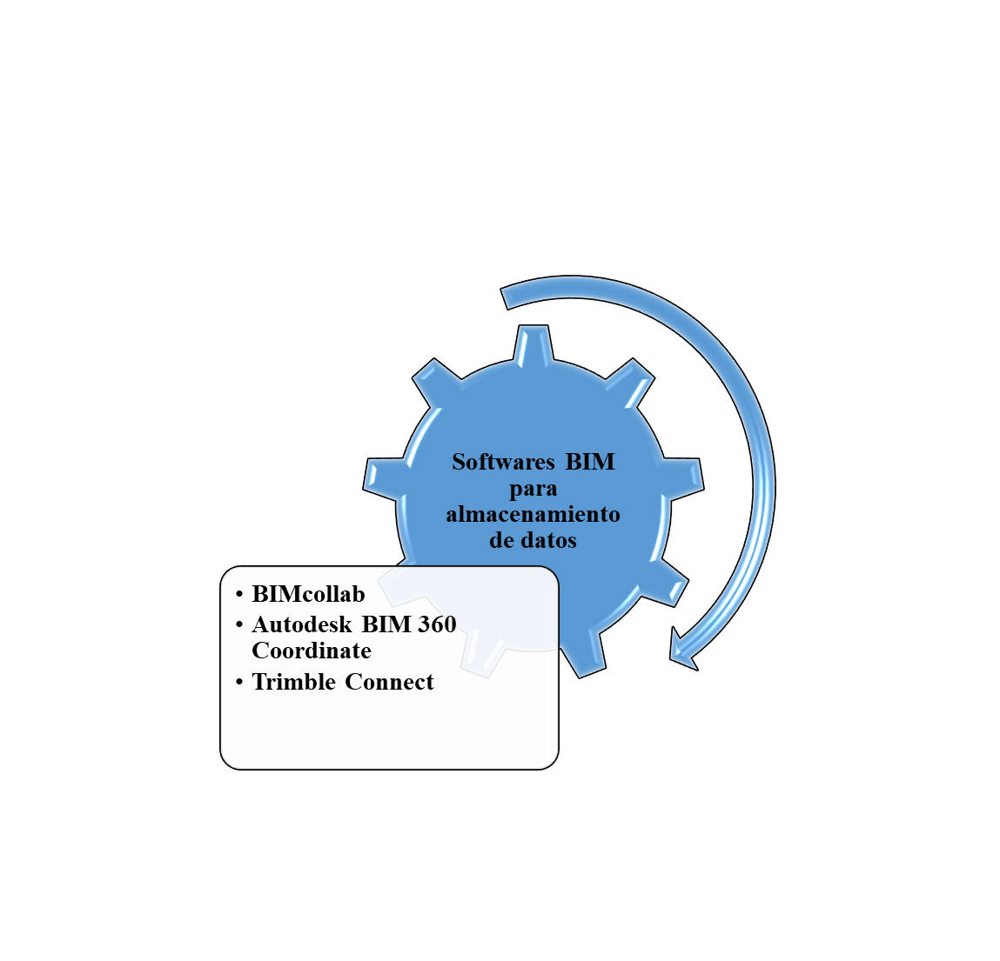 Softwares BIM
para
almacenamiento
de datos
• BIMcollab
• Autodesk BIM 360
Coordinate
• Trimble Connect